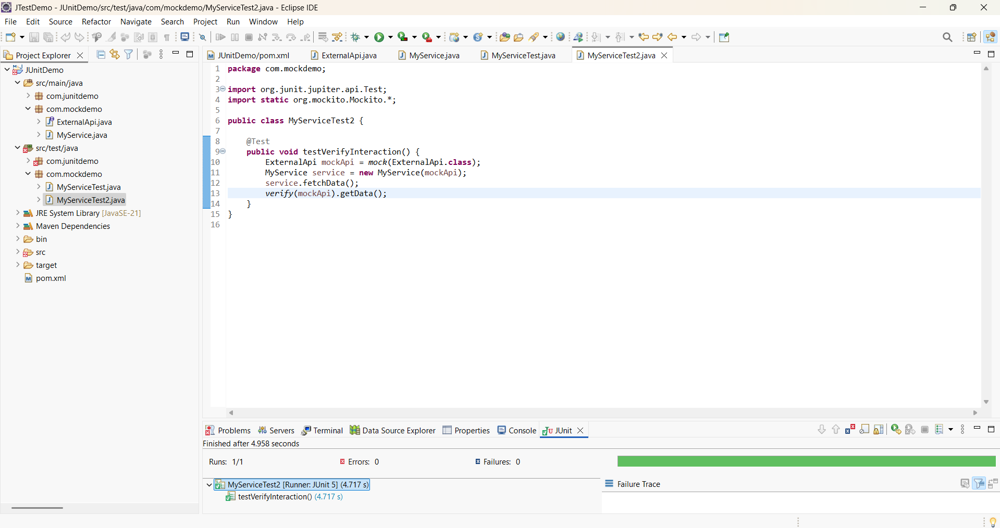 JTestDemo - JUnitDemo/src/test/java/com/mockdemo/MyServiceTest2.java - Eclipse IDE
File Edit Source Refactor Navigate Search Project Run Window Help
Project Explorer
JUnitDemo
src/main/java
com.junitdemo
com.mockdemo
ExternalApi.java
MyService.java
src/test/java
com.junitdemo
com.mockdemo
MyServiceTest.java
MyServiceTest2.java
JRE System Library [JavaSE-21]
Maven Dependencies
bin
src
target
pom.xml
JUnitDemo/pom.xml ExternalApi.java MyService.java MyServiceTest.java MyServiceTest2.java
1 package com.mockdemo;
2
3 import org.junit.jupiter.api.Test;
4 import static org.mockito.Mockito.*;
5
6 public class MyServiceTest2 {
7
8 @Test
9 public void testVerifyInteraction() {
10 ExternalApi mockApi = mock(ExternalApi.class);
11 MyService service = new MyService(mockApi);
12 service.fetchData();
13 verify(mockApi).getData();
14 }
15 }
16
Problems Servers Terminal Data Source Explorer Properties Console JUnit
Finished after 4.958 seconds
Runs: 1/1 Errors: 0 Failures: 0
MyServiceTest2 [Runner: JUnit 5] (4.717 s)
testVerifyInteraction() (4.717 s)
Failure Trace